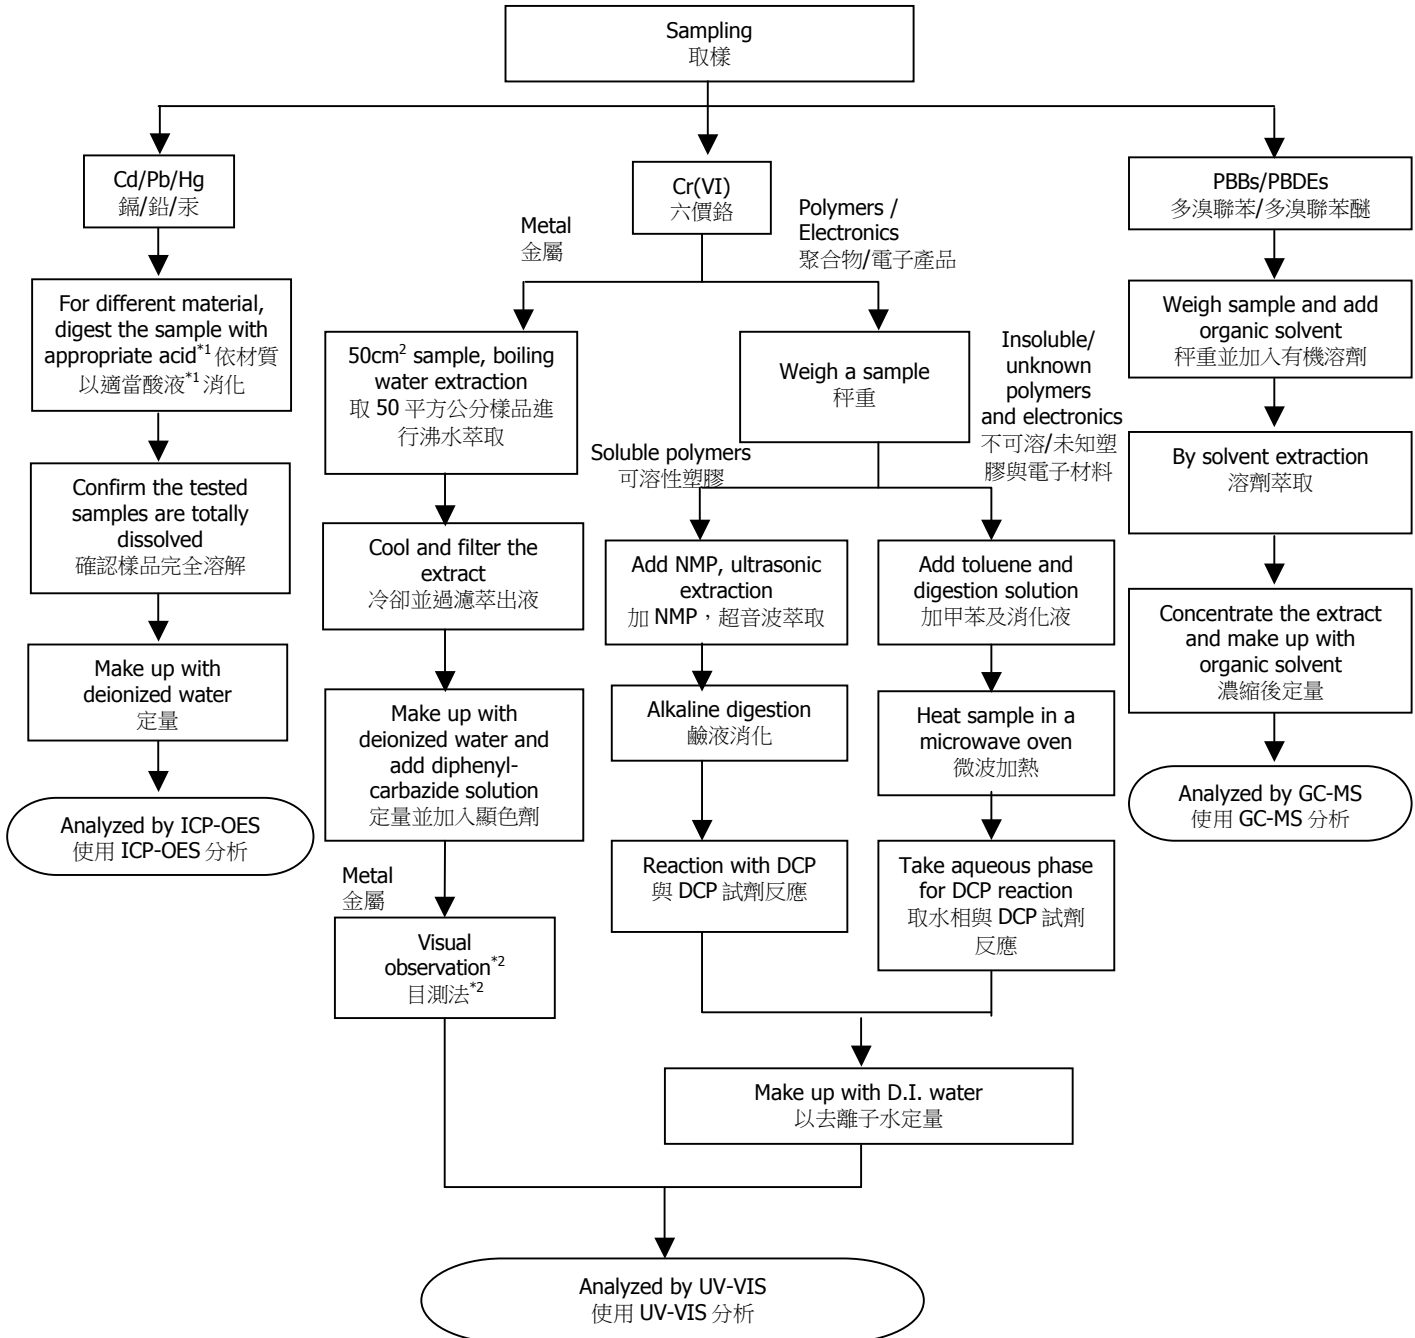 Sampling
取樣
Cd/Pb/Hg
鎘/鉛/汞
Cr(VI)
六價鉻
PBBs/PBDEs
多溴聯苯/多溴聯苯醚
Metal
金屬
Polymers /
Electronics
聚合物/電子產品
For different material,
digest the sample with
appropriate acid*1 依材質
以適當酸液*1 消化
50cm2 sample, boiling
water extraction
取 50 平方公分樣品進
行沸水萃取
Weigh a sample
秤重
Insoluble/
unknown
polymers
and electronics
不可溶/未知塑
膠與電子材料
Weigh sample and add
organic solvent
秤重並加入有機溶劑
Soluble polymers
可溶性塑膠
Confirm the tested
samples are totally
dissolved
確認樣品完全溶解
Cool and filter the
extract
冷卻並過濾萃出液
Add NMP, ultrasonic
extraction
加 NMP，超音波萃取
Add toluene and
digestion solution
加甲苯及消化液
By solvent extraction
溶劑萃取
Make up with
deionized water
定量
Make up with
deionized water and
add diphenyl-
carbazide solution
定量並加入顯色劑
Alkaline digestion
鹼液消化
Heat sample in a
microwave oven
微波加熱
Concentrate the extract
and make up with
organic solvent
濃縮後定量
Analyzed by ICP-OES
使用 ICP-OES 分析
Analyzed by GC-MS
使用 GC-MS 分析
Metal
金屬
Visual
observation*2
目測法*2
Reaction with DCP
與 DCP 試劑反應
Take aqueous phase
for DCP reaction
取水相與 DCP 試劑
反應
Make up with D.I. water
以去離子水定量
Analyzed by UV-VIS
使用 UV-VIS 分析